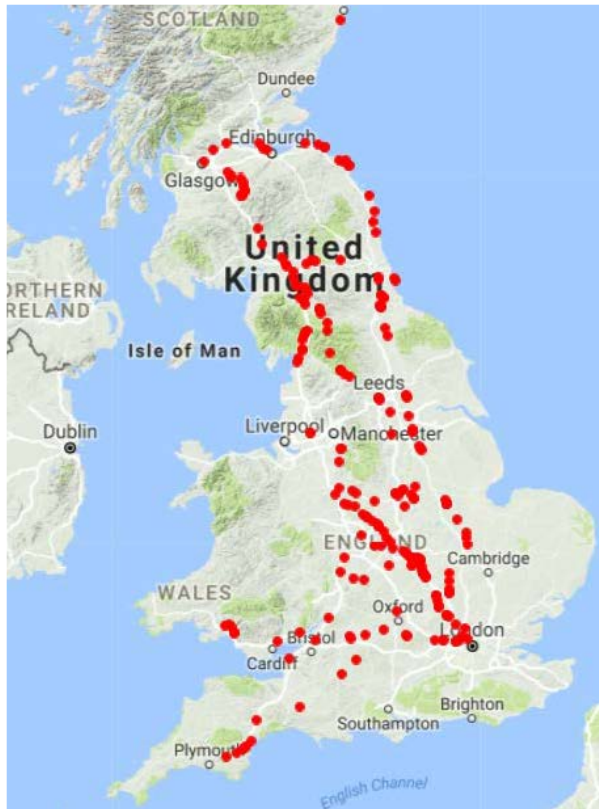 SCOTLAND
Dundee
Edinburgh
Glasgow
United
Kingdom
ORTHERN
IRELAND
Isle of Man
Leeds
Dublin
Liverpool
Manchester
ENGLAND
Cambridge
WALES
Oxford
London
Bristol
Cardiff
Southampton
Brighton
Plymouth
English Channel